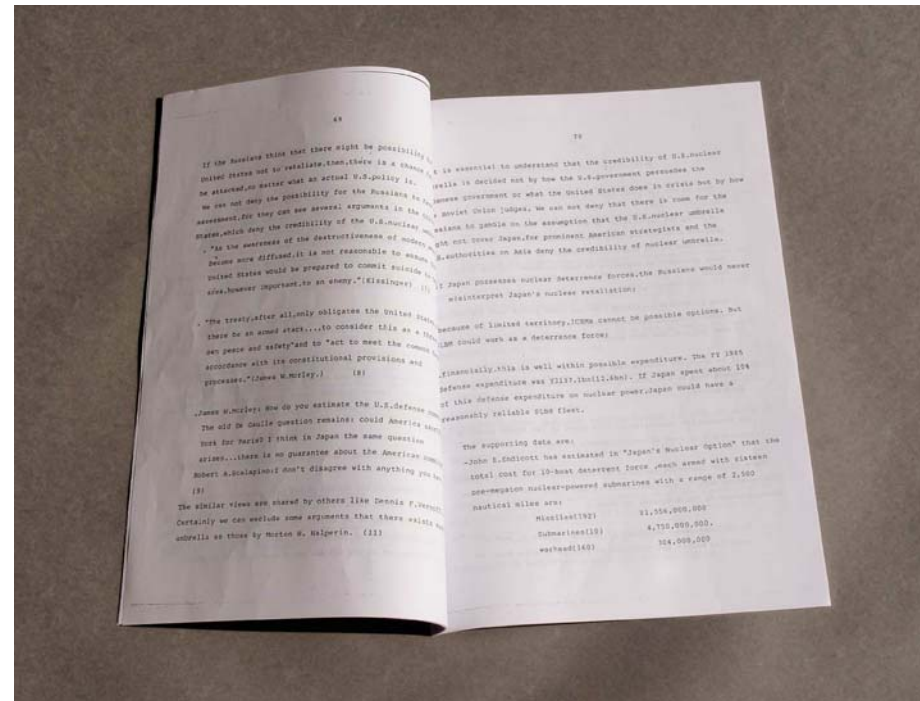 69
If the Russians think that there might be possibility
United States not to retaliate,then,there is a chance
be attacked,no matter what an actual U.S.policy is.
We can not deny the possibility for the Russians
assessment,for they can see several arguments in the
States,which deny the credibility of the U.S.nuclear
. "As the awareness of the destructiveness of modern
Become more diffused,it is not reasonable to assume
United States would be prepared to commit suicide
area,however important,to an enemy."(Kissinger)
. "The Treaty,after all,only obligates the United States
there be an armed attack....to consider this as a
own peace and safety"and to "act to meet the common
accordance with its constitutional provisions and
processes."(James W.Morley.) (8)
.James W.Morley: How do you estimate the U.S.defense
The old De Gaulle question remains: could America
York for Paris? I think in Japan the same question
arises...there is no guarantee about the American
Robert A.Scalapino:I don't disagree with anything you
(9)
The similar views are shared by others like Dennis F.
Certainly we can exclude some arguments that there exists
umbrella as those by Morton H. Halperin. (11)
70
is essential to understand that the credibility of U.S.nuclear
is decided not by how the U.S.government persuades the
government or what the United States does in crisis but by how
Soviet Union judges. We can not deny that there is room for the
to gamble on the assumption that the U.S.nuclear umbrella
not cover Japan,for prominent American strategists and the
authorities on Asia deny the credibility of nuclear umbrella.
if Japan possesses nuclear deterrence forces,the Russians would never
misinterpret Japan's nuclear retaliation;
because of limited territory,ICBMs cannot be possible options. But
SLBM could work as a deterrence force;
.financially,this is well within possible expenditure. The FY 1985
defense expenditure was Y3137.1bn(12.6bn). If Japan spent about 10%
of this defense expenditure on nuclear power,Japan could have a
reasonably reliable SLBM fleet.
The supporting data are:
-John E.Endicott has estimated in "Japan's Nuclear Option" that the
total cost for 10-boat deterrent force ,each armed with sixteen
one-megaton nuclear-powered submarines with a range of 2,500
nautical miles are:
Missiles(192)
Submarines(10) 4,750,000,000.
warhead(160) 304,000,000